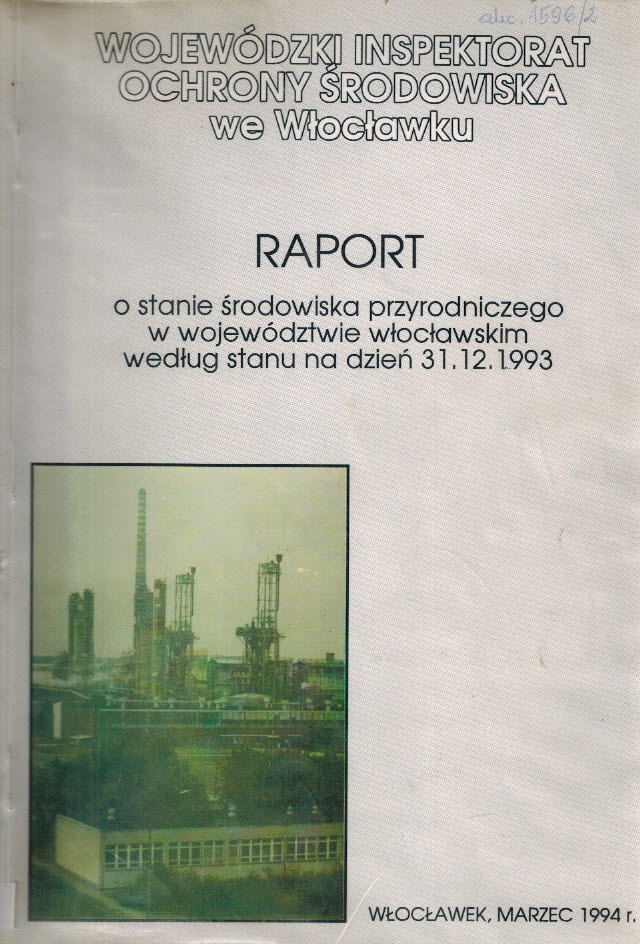 akc. 1596/2
WOJEWÓDZKI INSPEKTORAT
OCHRONY ŚRODOWISKA
we Włocławku
RAPORT
o stanie środowiska przyrodniczego
w województwie włocławskim
według stanu na dzień 31.12.1993
WŁOCŁAWEK, MARZEC 1994 r.